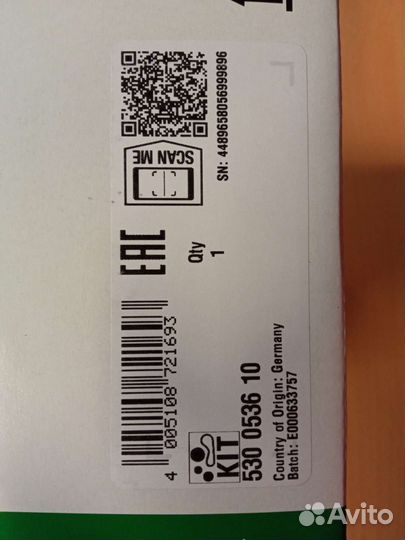 SCAN ME
SN: 4489658056999896
EAC
Qty
1
4 005108 721693
KIT
530 0536 10
Country of Origin: Germany
Batch: E000633757
Avito